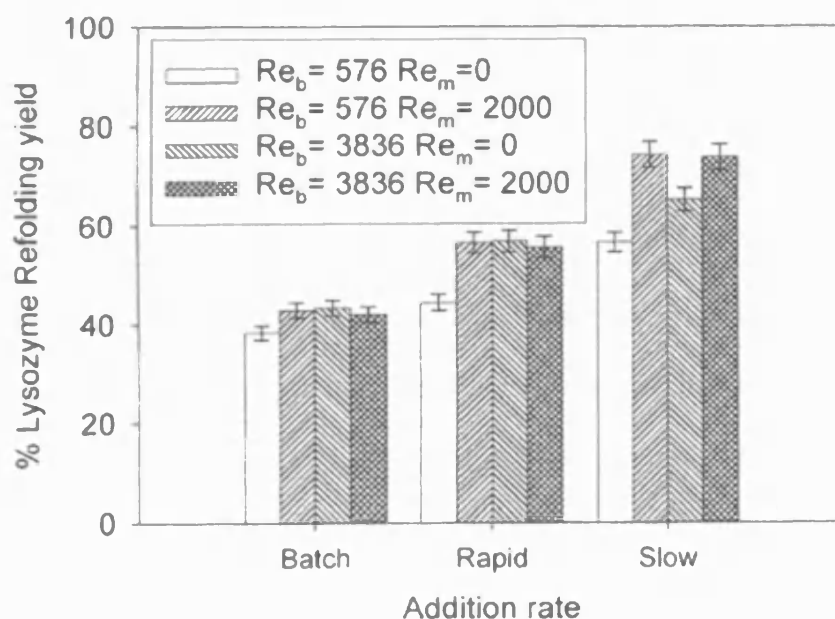 100
80
60
40
20
0
% Lysozyme Refolding yield
Re_b= 576 Re_m=0
Re_b= 576 Re_m= 2000
Re_b= 3836 Re_m= 0
Re_b= 3836 Re_m= 2000
Batch Rapid Slow
Addition rate